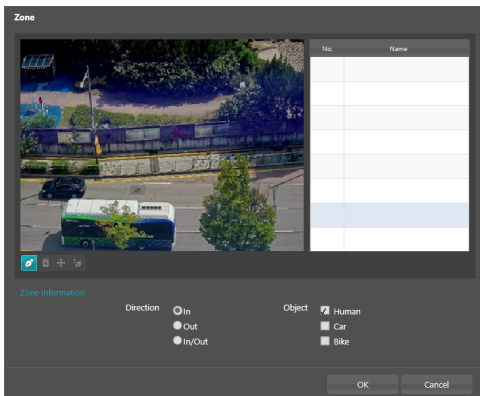 Zone
No. Name
Zone Information
Direction In Object Human
Out Car
In/Out Bike
OK Cancel